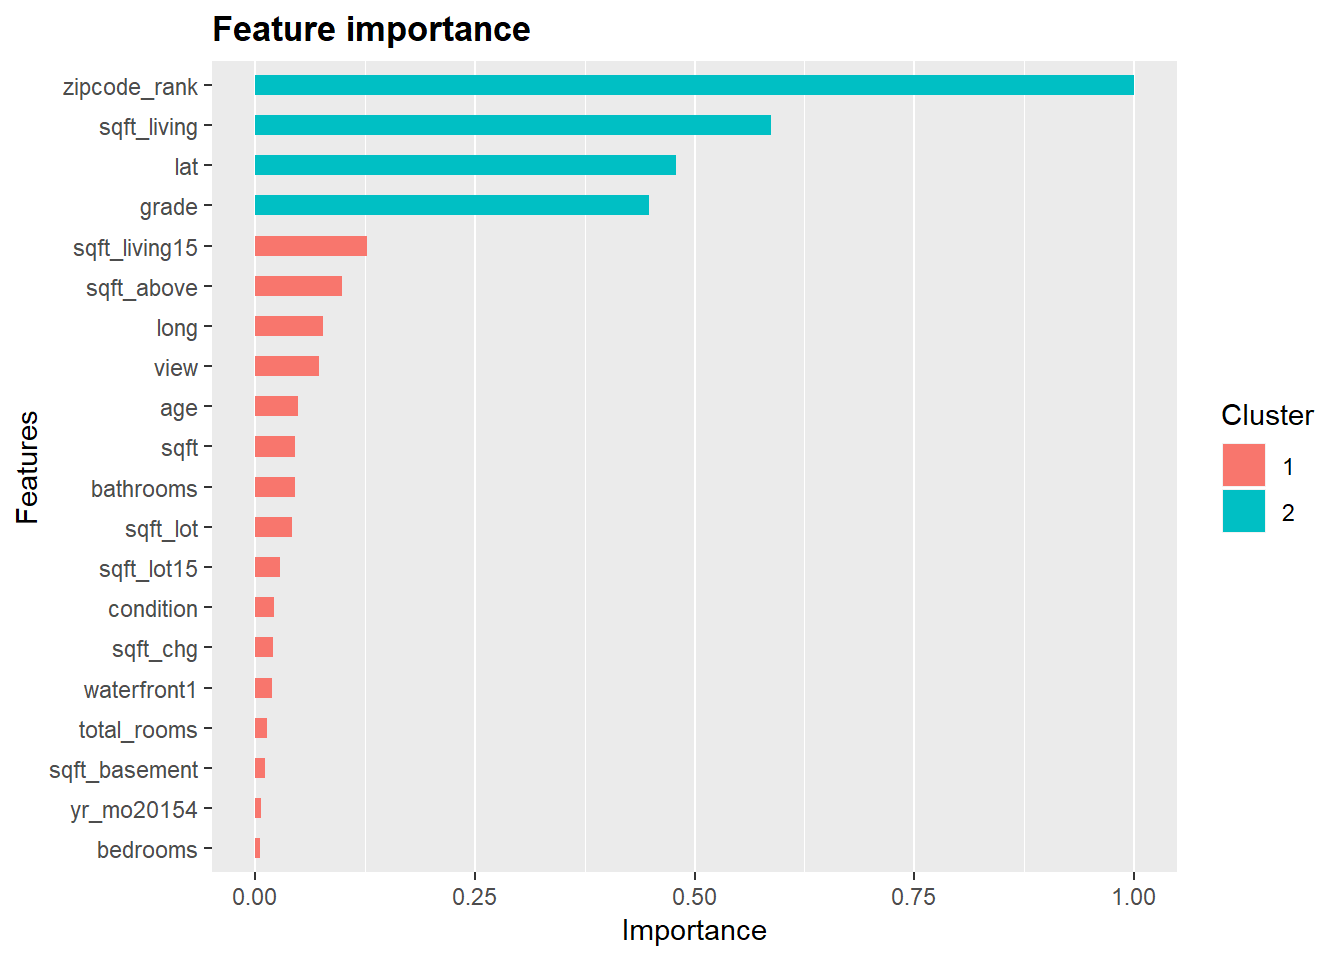 Feature importance
zipcode_rank
sqft_living
lat
grade
sqft_living15
sqft_above
long
view
age
sqft
bathrooms
sqft_lot
sqft_lot15
condition
sqft_chg
waterfront1
total_rooms
sqft_basement
yr_mo20154
bedrooms
Features
0.00 0.25 0.50 0.75 1.00
Importance
Cluster
1
2